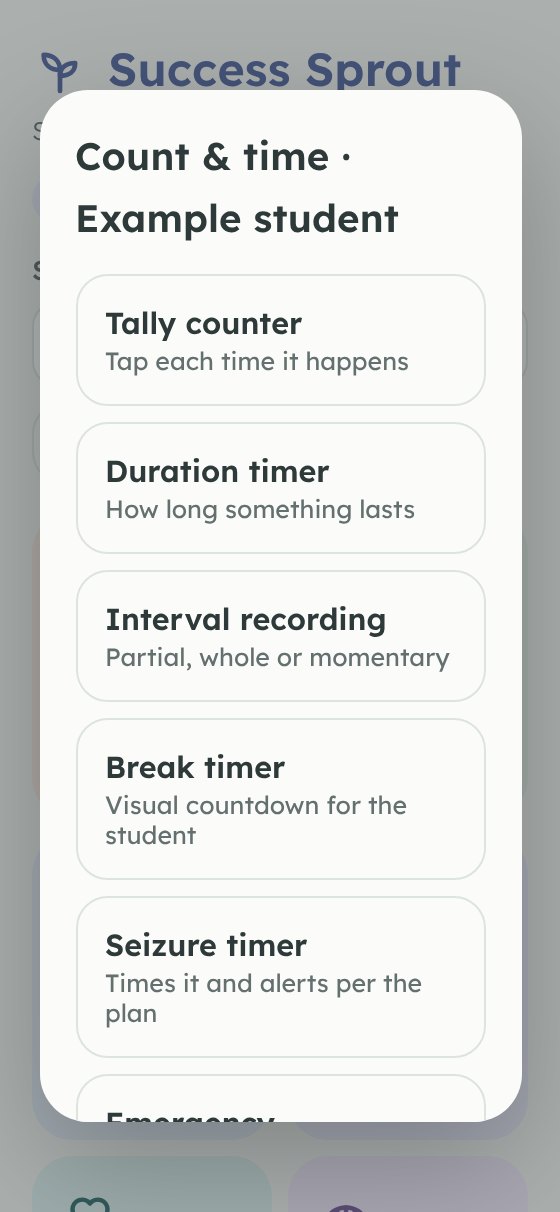 Success Sprout
S
S
Count & time ·
Example student
Tally counter
Tap each time it happens
Duration timer
How long something lasts
Interval recording
Partial, whole or momentary
Break timer
Visual countdown for the
student
Seizure timer
Times it and alerts per the
plan
Emergency